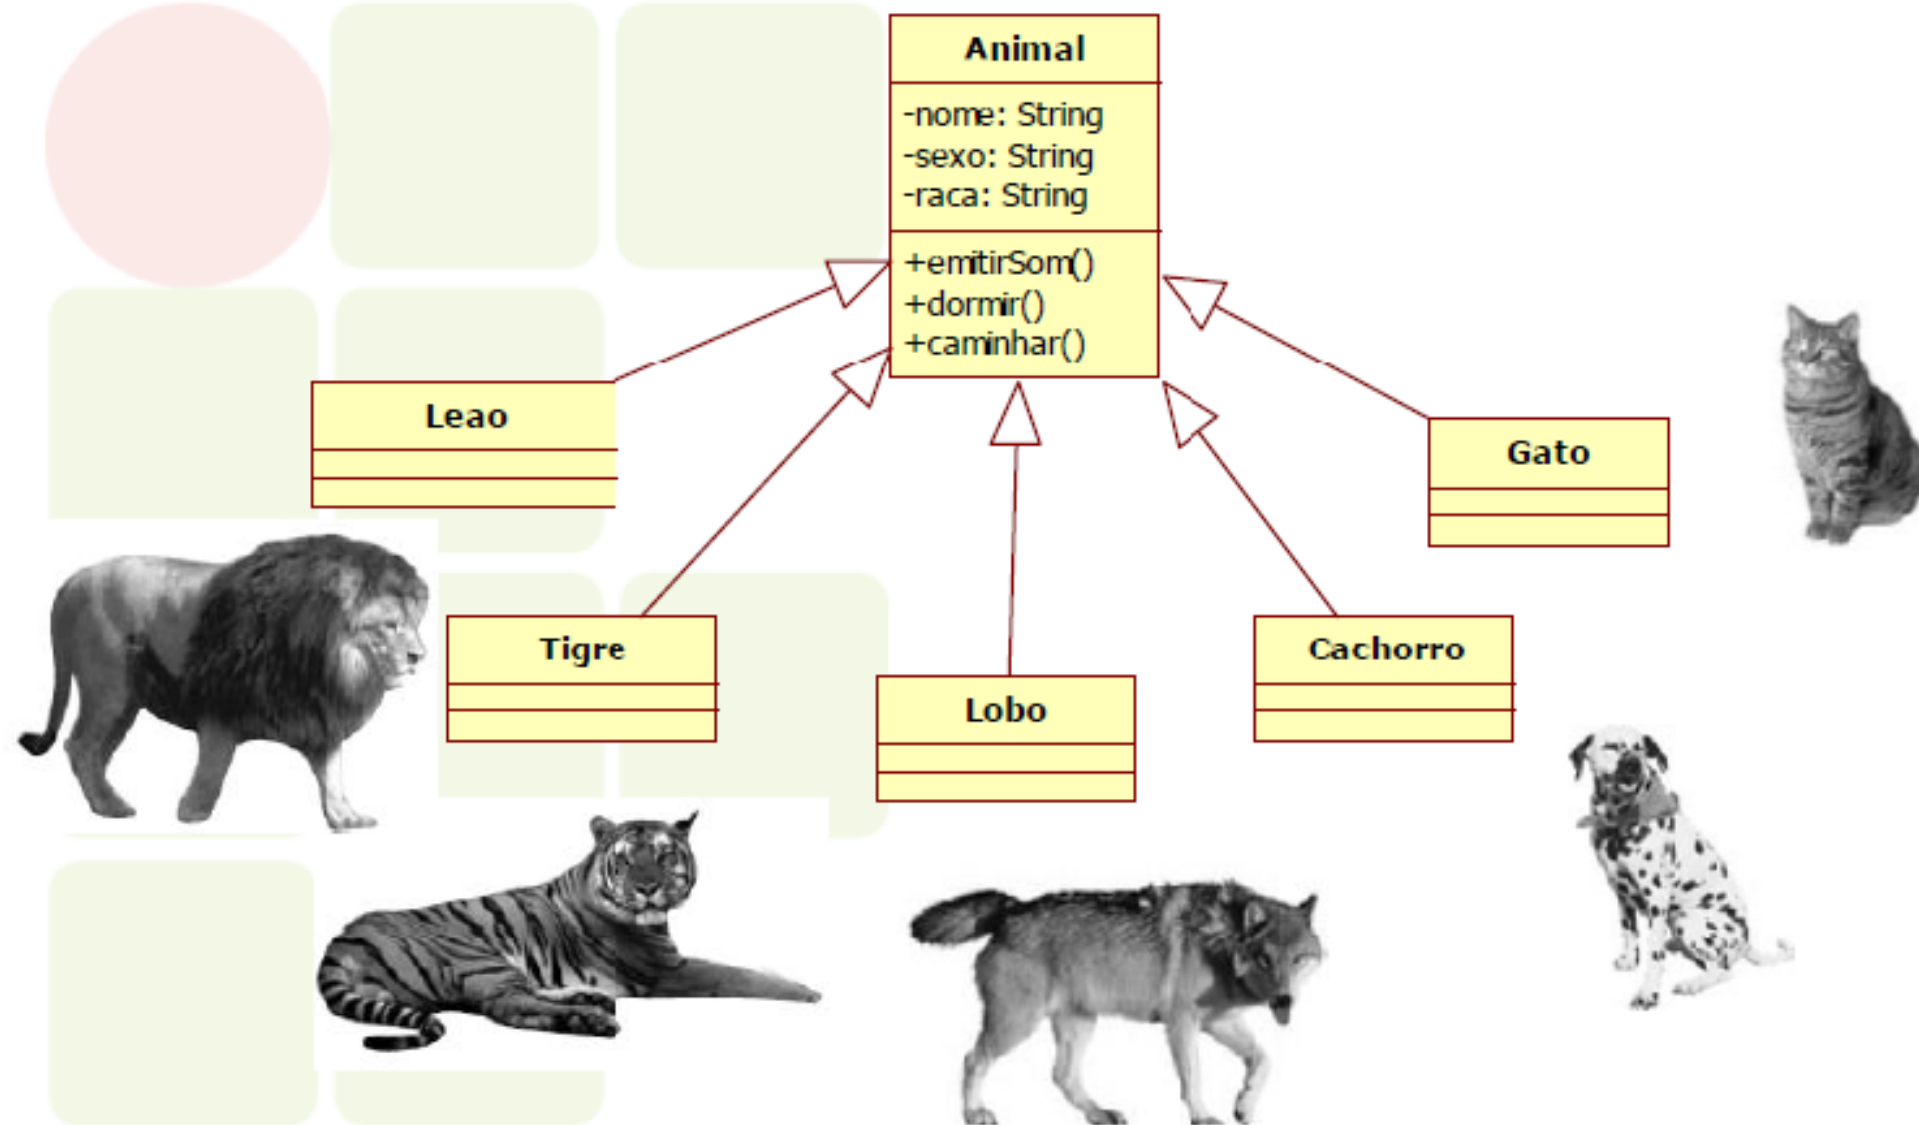 Animal
-nome: String
-sexo: String
-raca: String
+emitirSom()
+dormir()
+caminhar()
Leao
Gato
Tigre
Cachorro
Lobo